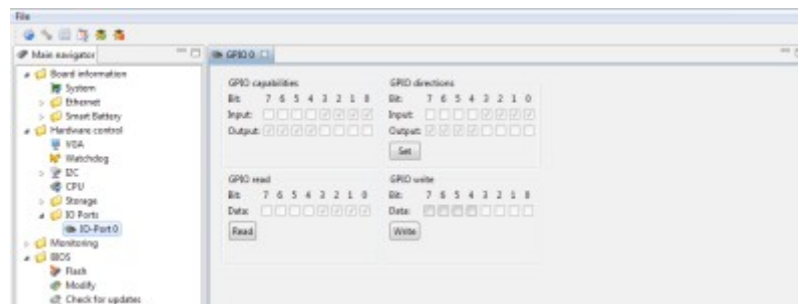 File
Main navigator
GPIO 0
Board information
System
Ethernet
Smart Battery
Hardware control
VGA
Watchdog
I2C
CPU
Storage
IO Ports
IO-Port 0
Monitoring
BIOS
Flash
Modify
Check for updates
GPIO capabilities
Bit: 7 6 5 4 3 2 1 0
Input:
Output:
GPIO directions
Bit: 7 6 5 4 3 2 1 0
Input:
Output:
Set
GPIO read
Bit: 7 6 5 4 3 2 1 0
Data:
Read
GPIO write
Bit: 7 6 5 4 3 2 1 0
Data:
Write